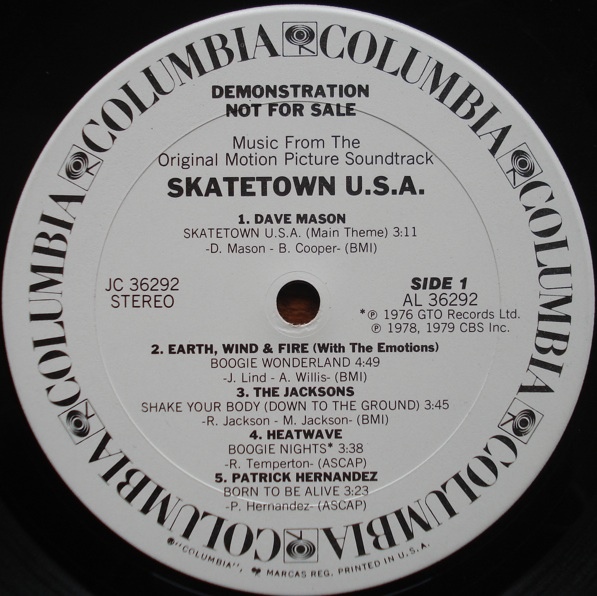 COLUMBIA COLUMBIA COLUMBIA COLUMBIA COLUMBIA COLUMBIA COLUMBIA COLUMBIA
DEMONSTRATION
NOT FOR SALE
Music From The
Original Motion Picture Soundtrack
SKATETOWN U.S.A.
1. DAVE MASON
SKATETOWN U.S.A. (Main Theme) 3:11
-D. Mason - B. Cooper- (BMI)
JC 36292
STEREO
SIDE 1
AL 36292
*℗ 1976 GTO Records Ltd.
℗ 1978, 1979 CBS Inc.
2. EARTH, WIND & FIRE (With The Emotions)
BOOGIE WONDERLAND 4:49
-J. Lind - A. Willis- (BMI)
3. THE JACKSONS
SHAKE YOUR BODY (DOWN TO THE GROUND) 3:45
-R. Jackson - M. Jackson- (BMI)
4. HEATWAVE
BOOGIE NIGHTS* 3:38
-R. Temperton- (ASCAP)
5. PATRICK HERNANDEZ
BORN TO BE ALIVE 3:23
-P. Hernandez- (ASCAP)
"COLUMBIA", MARCAS REG. PRINTED IN U.S.A.